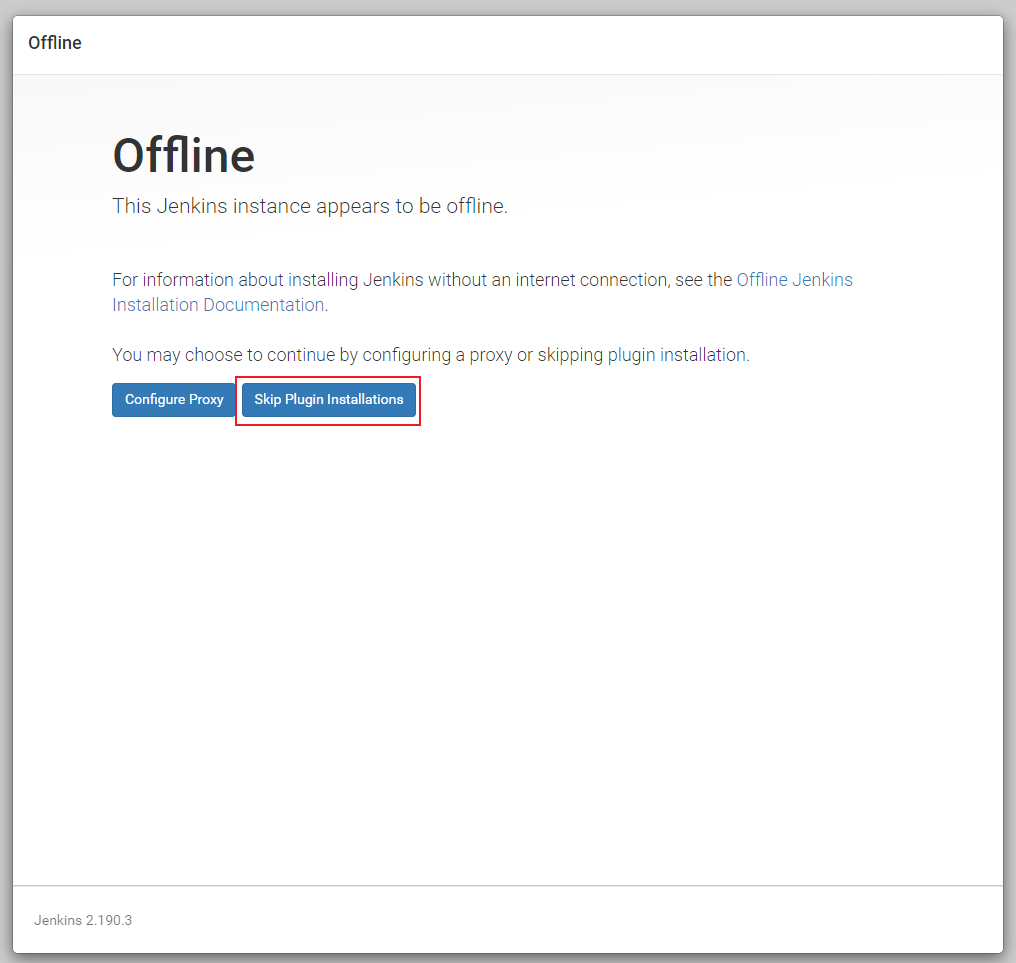 Offline
Offline
This Jenkins instance appears to be offline.
For information about installing Jenkins without an internet connection, see the Offline Jenkins
Installation Documentation.
You may choose to continue by configuring a proxy or skipping plugin installation.
Configure Proxy Skip Plugin Installations
Jenkins 2.190.3